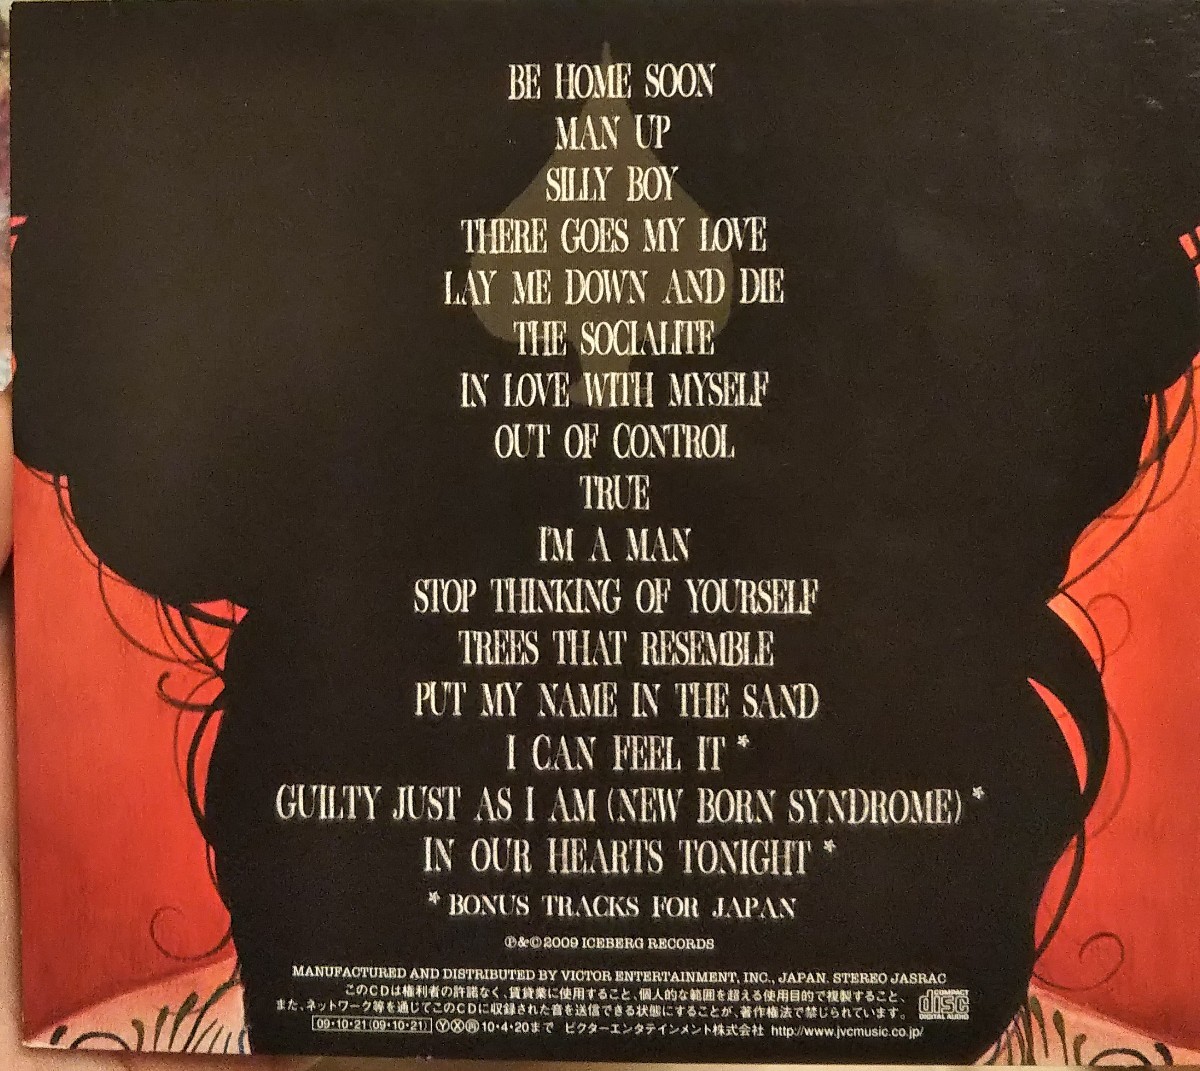 BE HOME SOON
MAN UP
SILLY BOY
THERE GOES MY LOVE
LAY ME DOWN AND DIE
THE SOCIALITE
IN LOVE WITH MYSELF
OUT OF CONTROL
TRUE
I'M A MAN
STOP THINKING OF YOURSELF
TREES THAT RESEMBLE
PUT MY NAME IN THE SAND
I CAN FEEL IT *
GUILTY JUST AS I AM (NEW BORN SYNDROME) *
IN OUR HEARTS TONIGHT *
* BONUS TRACKS FOR JAPAN
℗&© 2009 ICEBERG RECORDS
MANUFACTURED AND DISTRIBUTED BY VICTOR ENTERTAINMENT, INC., JAPAN. STEREO JASRAC
このCDは権利者の許諾なく、賃貸業に使用すること、個人的な範囲を超える使用目的で複製すること、
また、ネットワーク等を通じてこのCDに収録された音を送信できる状態にすることが、著作権法で禁じられています。
09・10・21(09・10・21) ⓎⓍⓇ10・4・20まで ビクターエンタテインメント株式会社 http://www.jvcmusic.co.jp/
COMPACT
disc
DIGITAL AUDIO